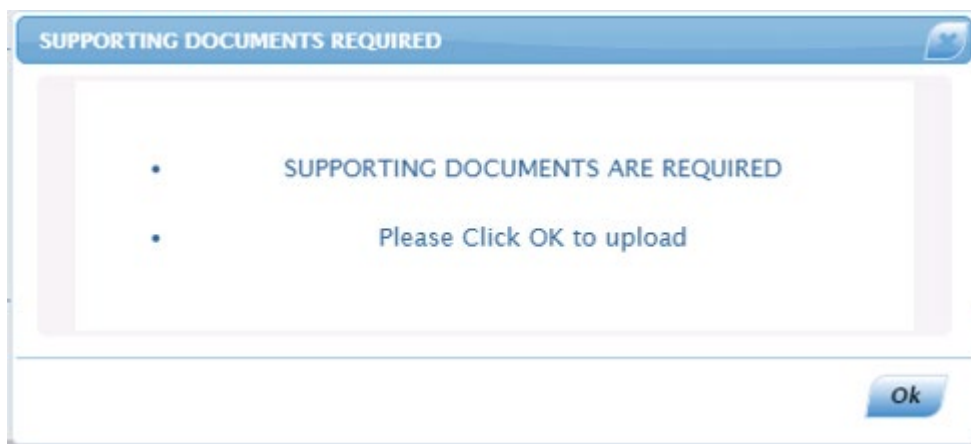 SUPPORTING DOCUMENTS REQUIRED
• SUPPORTING DOCUMENTS ARE REQUIRED
• Please Click OK to upload
Ok